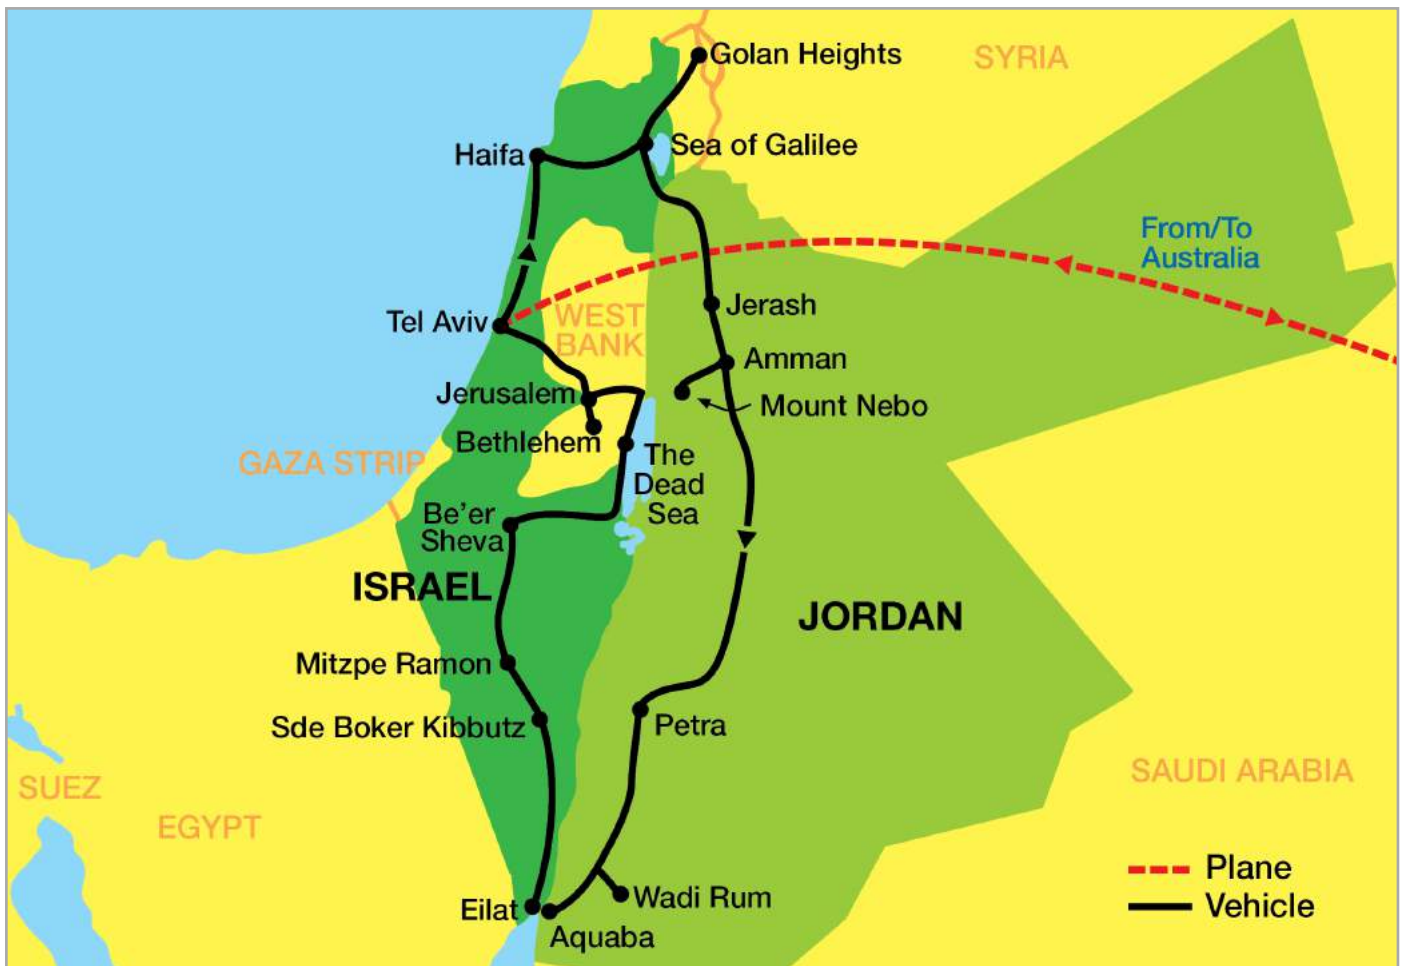 Golan Heights
SYRIA
Sea of Galilee
Haifa
From/To
Australia
Jerash
WEST
BANK
Tel Aviv
Amman
Jerusalem
Mount Nebo
Bethlehem
GAZA STRIP
The
Dead
Sea
Be’er
Sheva
ISRAEL
JORDAN
Mitzpe Ramon
Sde Boker Kibbutz
Petra
SAUDI ARABIA
SUEZ
EGYPT
Plane
Wadi Rum
Vehicle
Eilat
Aquaba